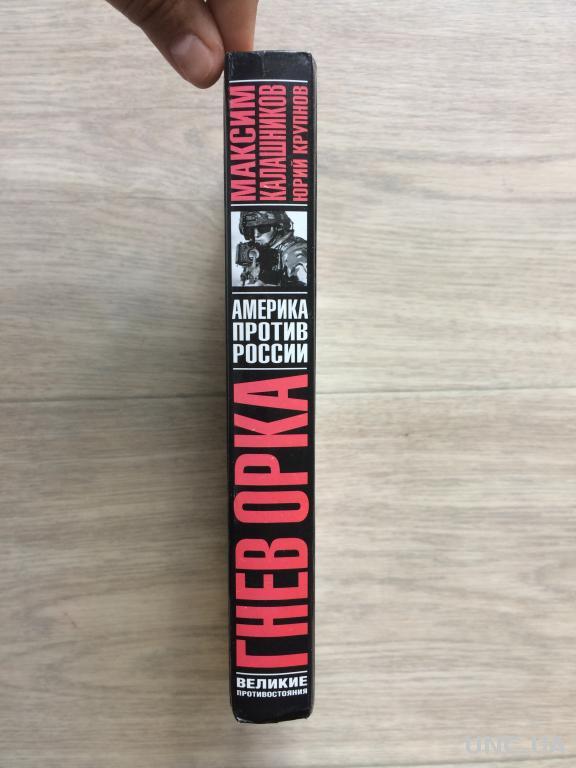 МАКСИМ
КАЛАШНИКОВ
ЮРИЙ КРУПНОВ
АМЕРИКА
ПРОТИВ
РОССИИ
ГНЕВ ОРКА
ВЕЛИКИЕ
ПРОТИВОСТОЯНИЯ
UNC.UA